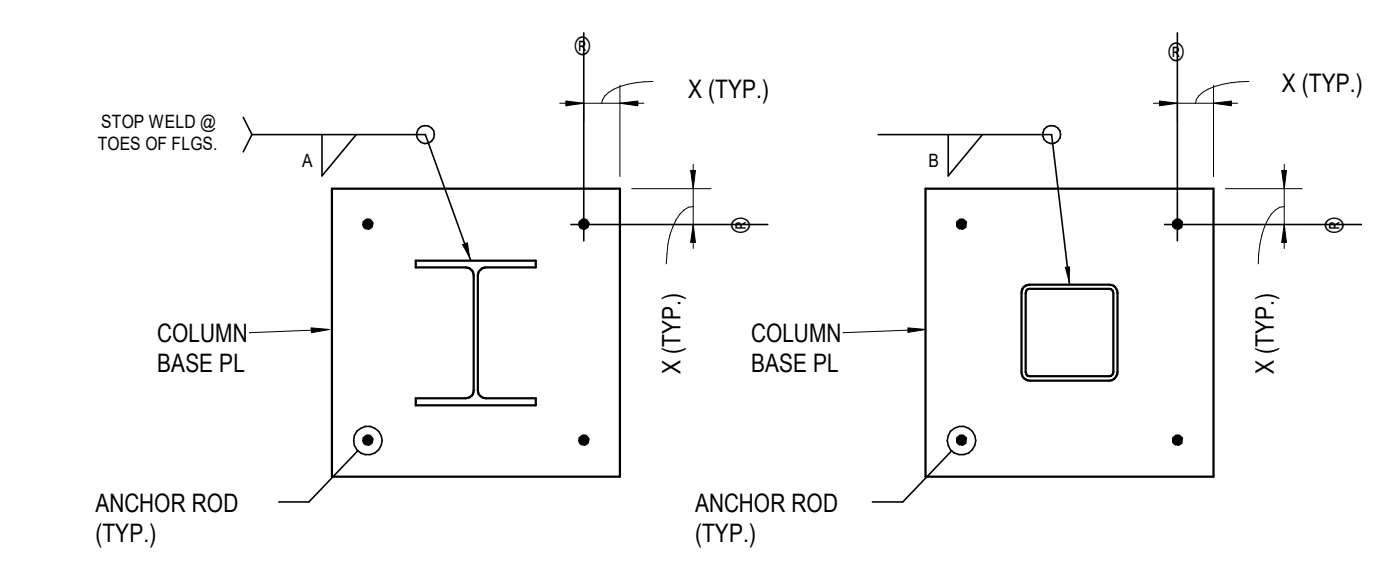 Ⓡ
X (TYP.)
STOP WELD @
TOES OF FLGS.
A
Ⓡ
X (TYP.)
COLUMN
BASE PL
ANCHOR ROD
(TYP.)
Ⓡ
X (TYP.)
B
Ⓡ
X (TYP.)
COLUMN
BASE PL
ANCHOR ROD
(TYP.)